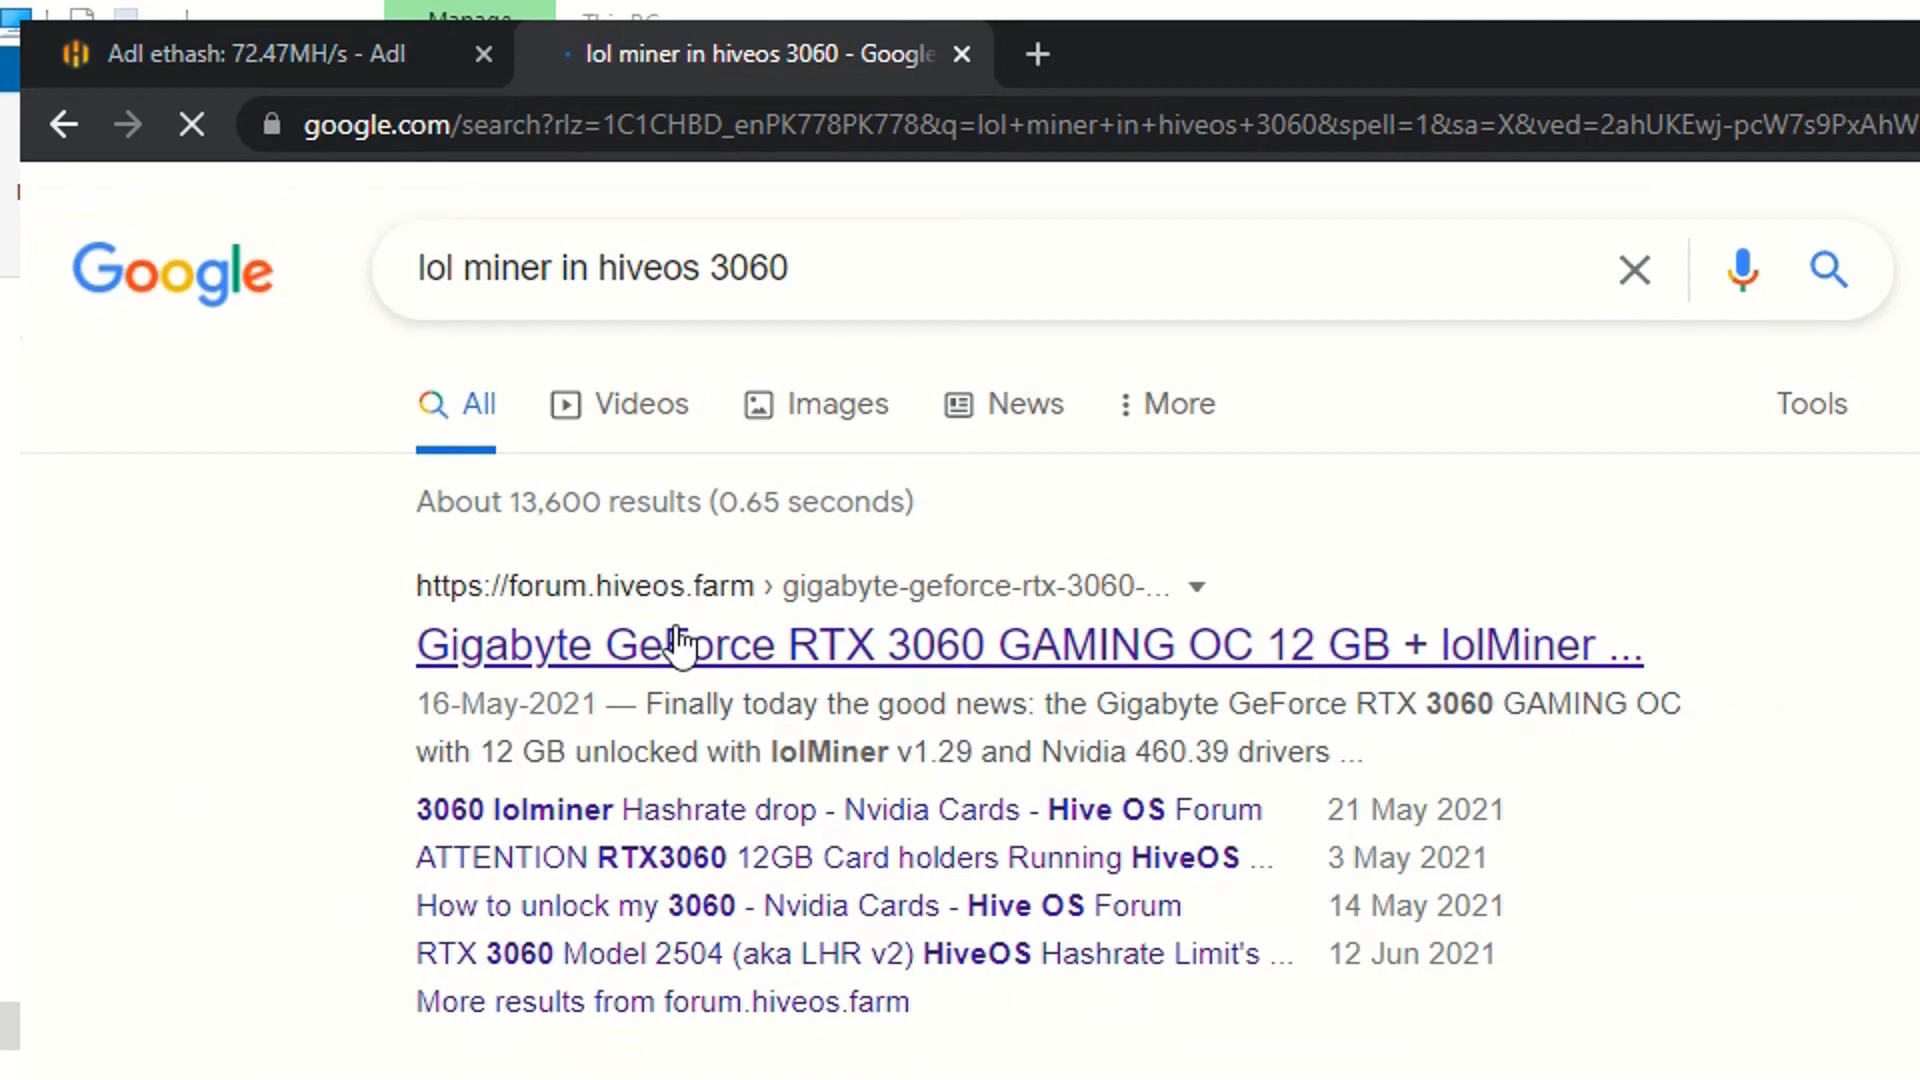 Manage
This PC
Adl ethash: 72.47MH/s - Adl
lol miner in hiveos 3060 - Google
google.com/search?rlz=1C1CHBD_enPK778PK778&q=lol+miner+in+hiveos+3060&spell=1&sa=X&ved=2ahUKEwj-pcW7s9PxAhW
Google
lol miner in hiveos 3060
All
Videos
Images
News
More
Tools
About 13,600 results (0.65 seconds)
https://forum.hiveos.farm › gigabyte-geforce-rtx-3060-...
Gigabyte GeForce RTX 3060 GAMING OC 12 GB + lolMiner ...
16-May-2021 — Finally today the good news: the Gigabyte GeForce RTX 3060 GAMING OC
with 12 GB unlocked with lolMiner v1.29 and Nvidia 460.39 drivers ...
3060 lolminer Hashrate drop - Nvidia Cards - Hive OS Forum 21 May 2021
ATTENTION RTX3060 12GB Card holders Running HiveOS ... 3 May 2021
How to unlock my 3060 - Nvidia Cards - Hive OS Forum 14 May 2021
RTX 3060 Model 2504 (aka LHR v2) HiveOS Hashrate Limit's ... 12 Jun 2021
More results from forum.hiveos.farm